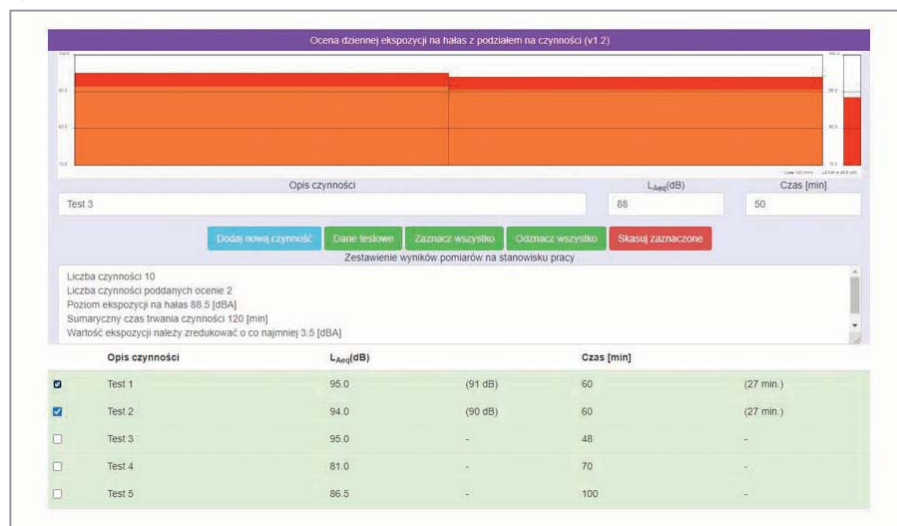 Ocena dziennej ekspozycji na hałas z podziałem na czynności (v1.2)
Opis czynności LAeq(dB) Czas [min]
Test 3 88 50
Dodaj nową czynność Dane testowe Zaznacz wszystko Odznacz wszystko Skasuj zaznaczone
Zestawienie wyników pomiarów na stanowisku pracy
Liczba czynności 10
Liczba czynności poddanych ocenie 2
Poziom ekspozycji na hałas 88.5 [dBA]
Sumaryczny czas trwania czynności 120 [min]
Wartość ekspozycji należy zredukować o co najmniej 3.5 [dBA]
Opis czynności LAeq(dB) Czas [min]
Test 1 95.0 (91 dB) 60 (27 min.)
Test 2 94.0 (90 dB) 60 (27 min.)
Test 3 95.0 - 48 -
Test 4 81.0 - 70 -
Test 5 86.5 - 100 -